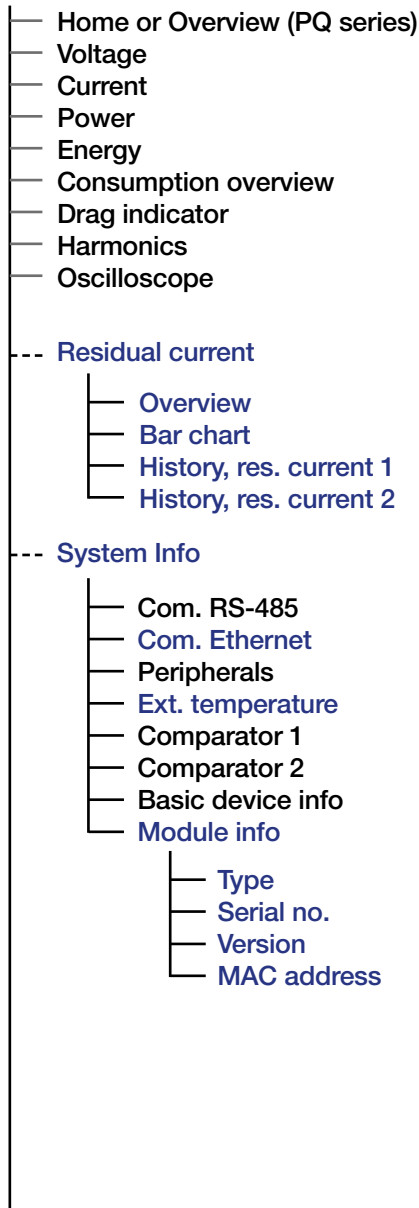 Home or Overview (PQ series)
Voltage
Current
Power
Energy
Consumption overview
Drag indicator
Harmonics
Oscilloscope
Residual current
Overview
Bar chart
History, res. current 1
History, res. current 2
System Info
Com. RS-485
Com. Ethernet
Peripherals
Ext. temperature
Comparator 1
Comparator 2
Basic device info
Module info
Type
Serial no.
Version
MAC address